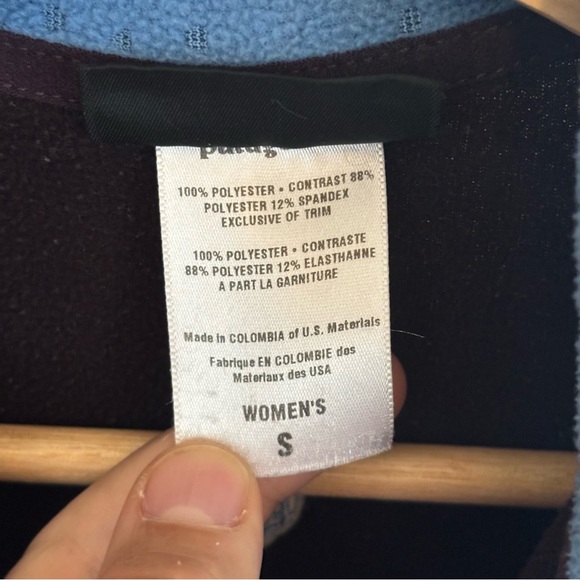 100% POLYESTER • CONTRAST 88%
POLYESTER 12% SPANDEX
EXCLUSIVE OF TRIM
100% POLYESTER • CONTRASTE
88% POLYESTER 12% ELASTHANNE
A PART LA GARNITURE
Made in COLOMBIA of U.S. Materials
Fabrique EN COLOMBIE des
Materiaux des USA
WOMEN'S
S